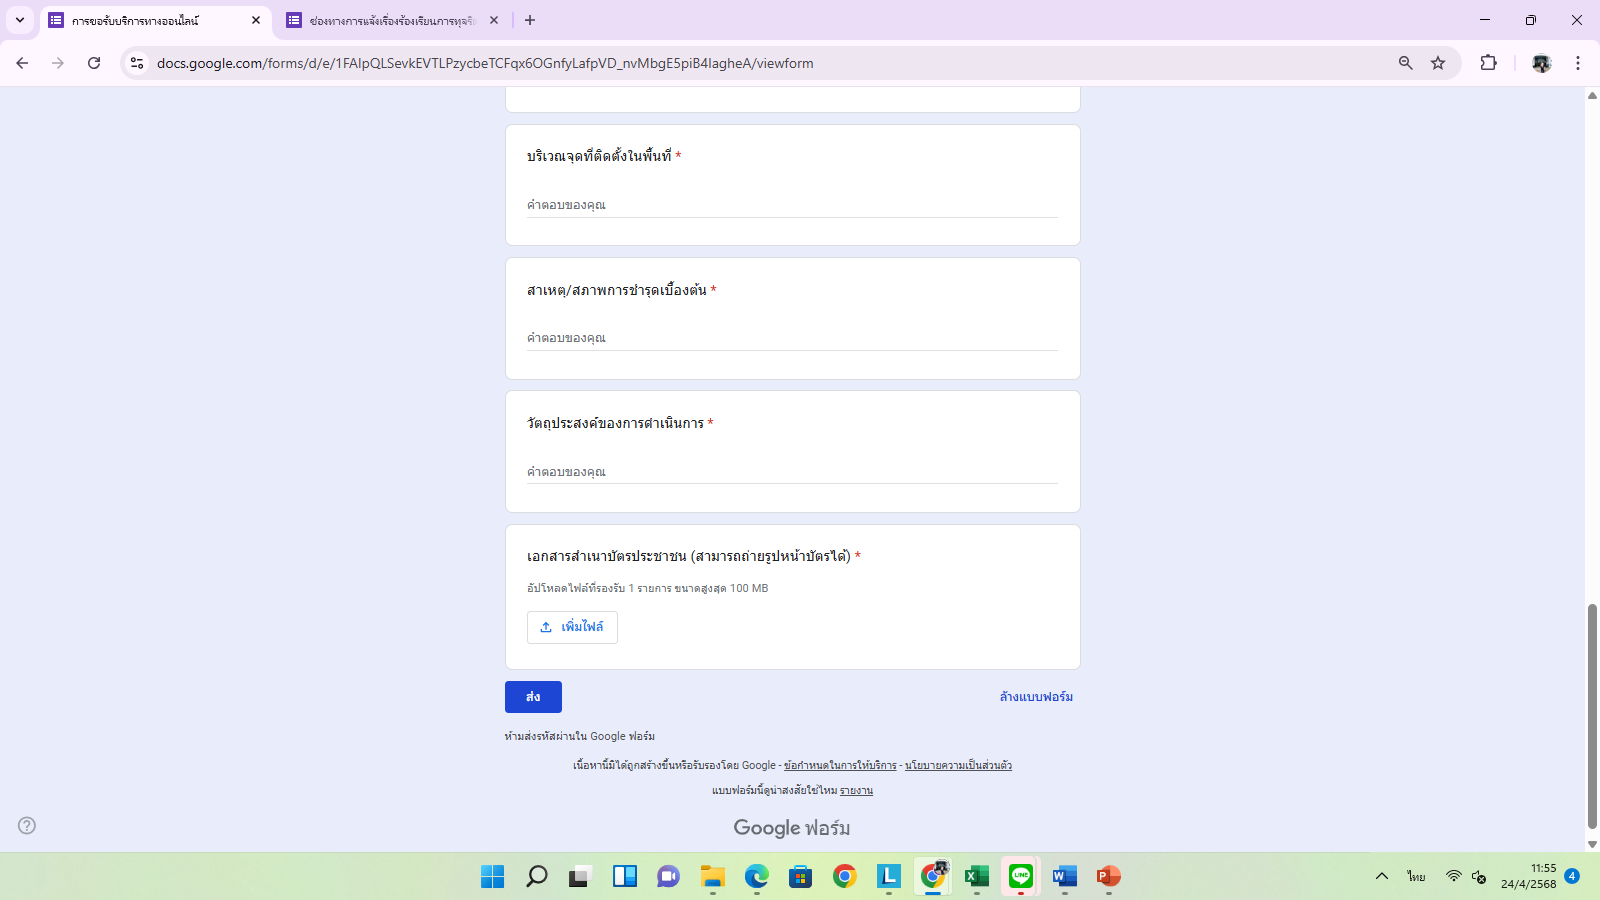 การขอรับบริการทางออนไลน์
ช่องทางการแจ้งเรื่องร้องเรียนการทุจริต
docs.google.com/forms/d/e/1FAIpQLSevkEVTLPzycbeTCFqx6OGnfyLafpVD_nvMbgE5piB4IagheA/viewform
บริเวณจุดที่ติดตั้งในพื้นที่ *
คำตอบของคุณ
สาเหตุ/สภาพการชำรุดเบื้องต้น *
คำตอบของคุณ
วัตถุประสงค์ของการดำเนินการ *
คำตอบของคุณ
เอกสารสำเนาบัตรประชาชน (สามารถถ่ายรูปหน้าบัตรได้) *
อัปโหลดไฟล์ที่รองรับ 1 รายการ ขนาดสูงสุด 100 MB
เพิ่มไฟล์
ส่ง
ล้างแบบฟอร์ม
ห้ามส่งรหัสผ่านใน Google ฟอร์ม
เนื้อหานี้มิได้ถูกสร้างขึ้นหรือรับรองโดย Google - ข้อกำหนดในการให้บริการ - นโยบายความเป็นส่วนตัว
แบบฟอร์มนี้ดูน่าสงสัยใช่ไหม รายงาน
Google ฟอร์ม
ไทย
11:55
24/4/2568
4